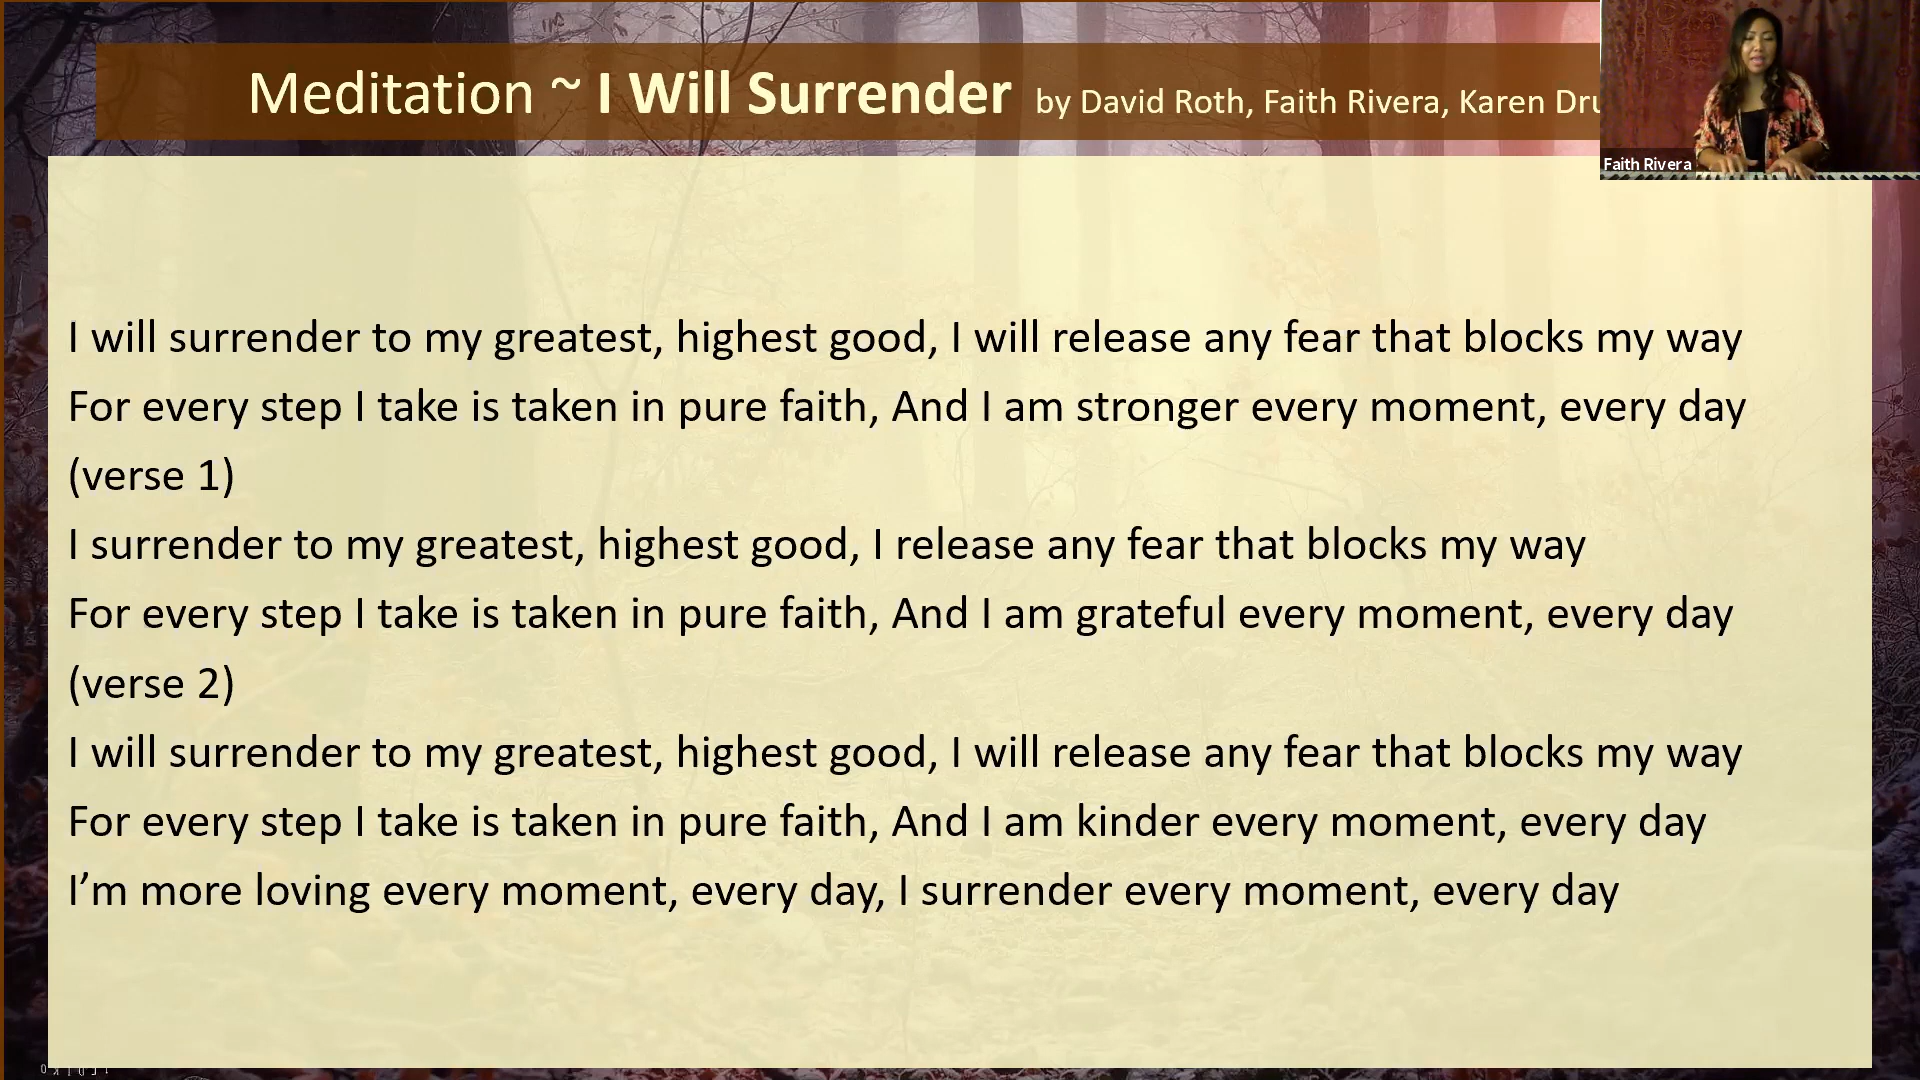 Meditation ~ I Will Surrender by David Roth, Faith Rivera, Karen
Faith Rivera
I will surrender to my greatest, highest good, I will release any fear that blocks my way
For every step I take is taken in pure faith, And I am stronger every moment, every day
(verse 1)
I surrender to my greatest, highest good, I release any fear that blocks my way
For every step I take is taken in pure faith, And I am grateful every moment, every day
(verse 2)
I will surrender to my greatest, highest good, I will release any fear that blocks my way
For every step I take is taken in pure faith, And I am kinder every moment, every day
I’m more loving every moment, every day, I surrender every moment, every day